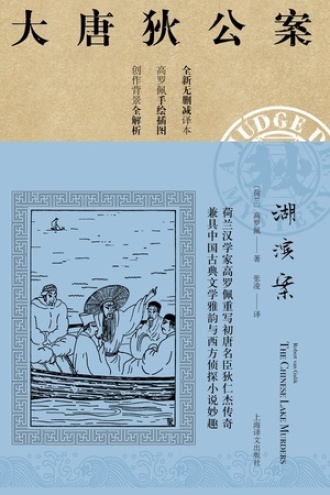 大唐狄公案
全新无删减译本
高罗佩手绘插图
创作背景全解析
JUDGE D
狄
湖滨案
［荷兰］高罗佩 —— 著
张凌 —— 译
荷兰汉学家高罗佩重写初唐名臣狄仁杰传奇
兼具中国古典文学雅韵与西方侦探小说妙趣
Robert van Gulik
THE CHINESE LAKE MURDERS
上海译文出版社